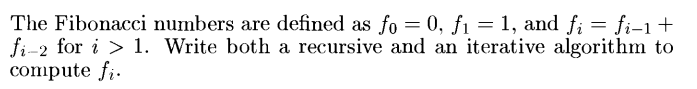 The Fibonacci numbers are defined as f₀ = 0, f₁ = 1, and fᵢ = fᵢ₋₁ +
fᵢ₋₂ for i > 1. Write both a recursive and an iterative algorithm to
compute fᵢ.